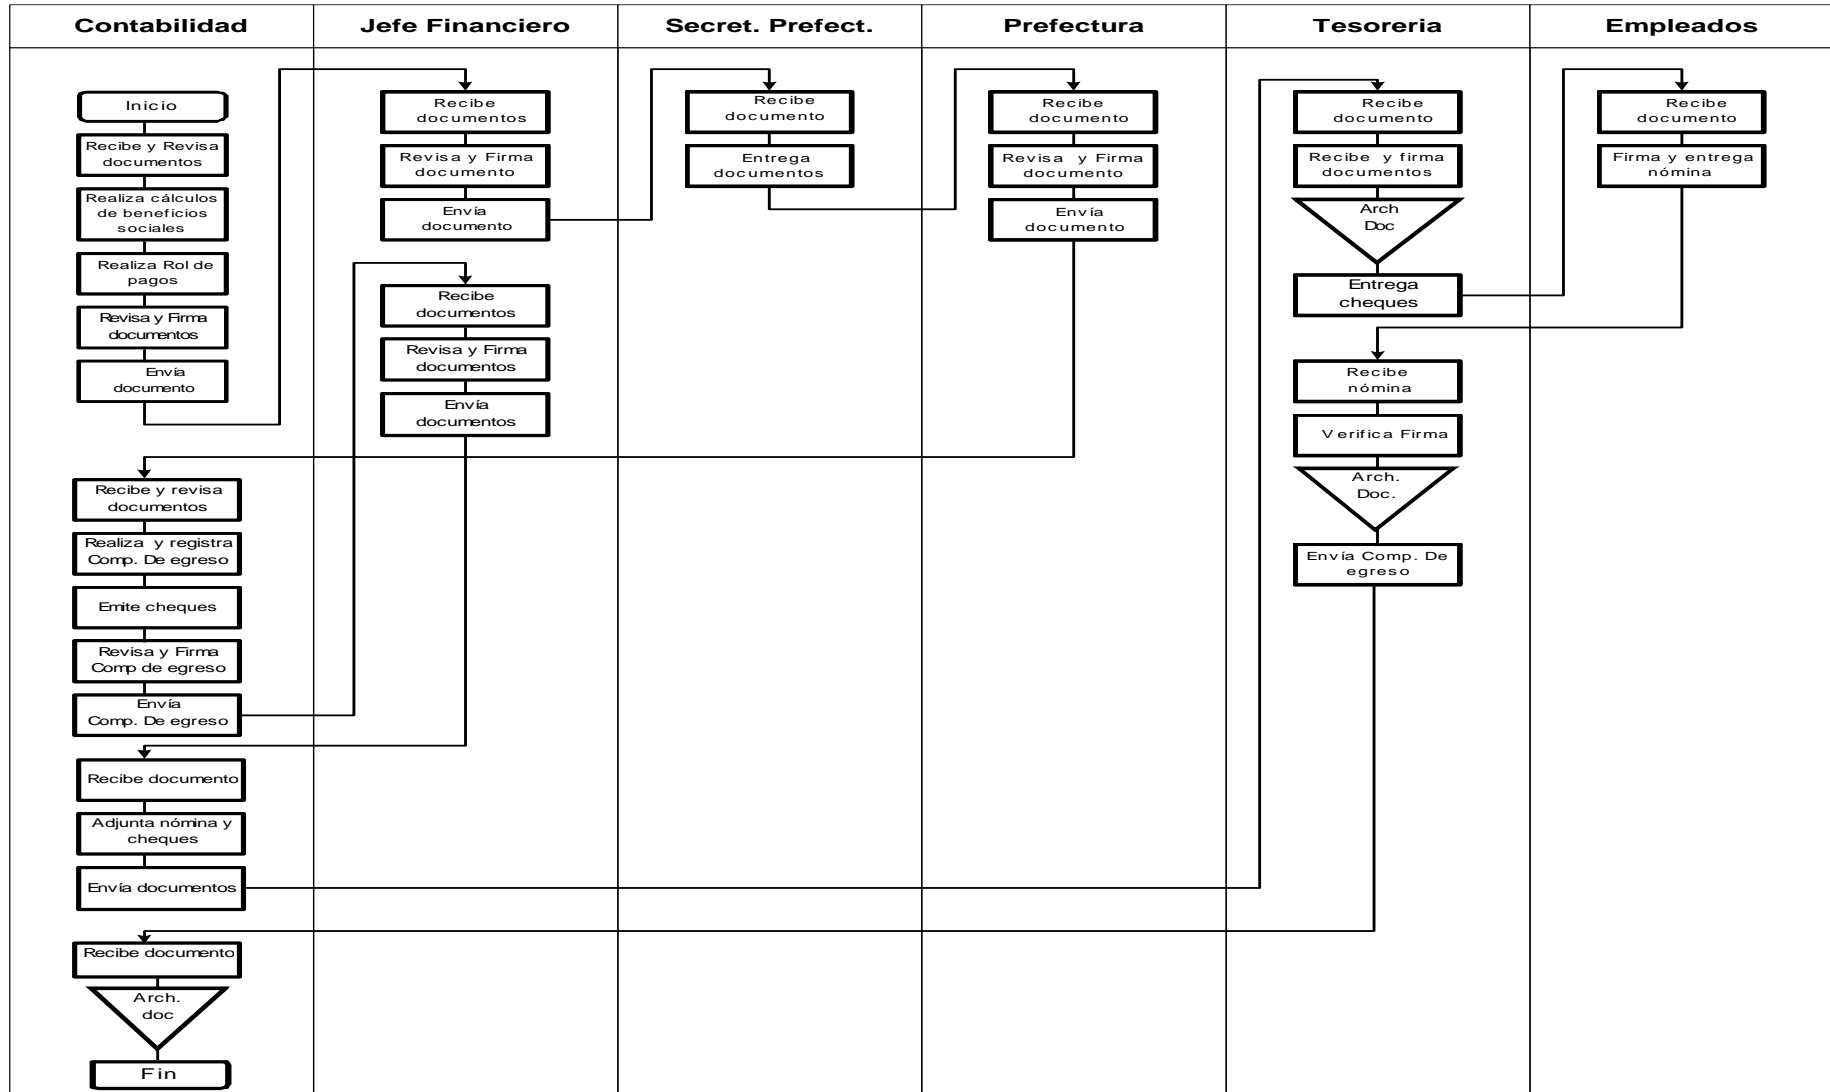 Contabilidad
Jefe Financiero
Secret. Prefect.
Prefectura
Tesoreria
Empleados
Inicio
Recibe y Revisa
documentos
Realiza cálculos
de beneficios
sociales
Realiza Rol de
pagos
Revisa y Firma
documentos
Envía
documento
Recibe y revisa
documentos
Realiza y registra
Comp. De egreso
Emite cheques
Revisa y Firma
Comp de egreso
Envía
Comp. De egreso
Recibe documento
Adjunta nómina y
cheques
Envía documentos
Recibe documento
Arch.
doc
Fin
Recibe
documentos
Revisa y Firma
documento
Envía
documento
Recibe
documentos
Revisa y Firma
documentos
Envía
documentos
Recibe
documento
Entrega
documentos
Recibe
documento
Revisa y Firma
documento
Envía
documento
Recibe
documento
Recibe y firma
documentos
Arch
Doc
Entrega
cheques
Recibe
nómina
Verifica Firma
Arch.
Doc.
Envía Comp. De
egreso
Recibe
documento
Firma y entrega
nómina